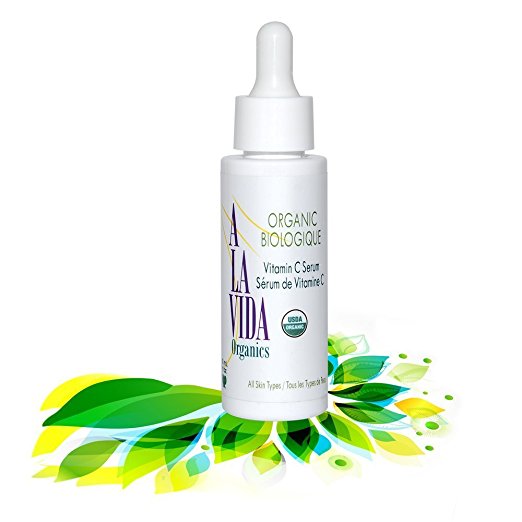 A
LA
VIDA
Organics
ORGANIC
BIOLOGIQUE
Vitamin C Serum
Sérum de Vitamine C
USDA
ORGANIC
All Skin Types / Tous les Types de